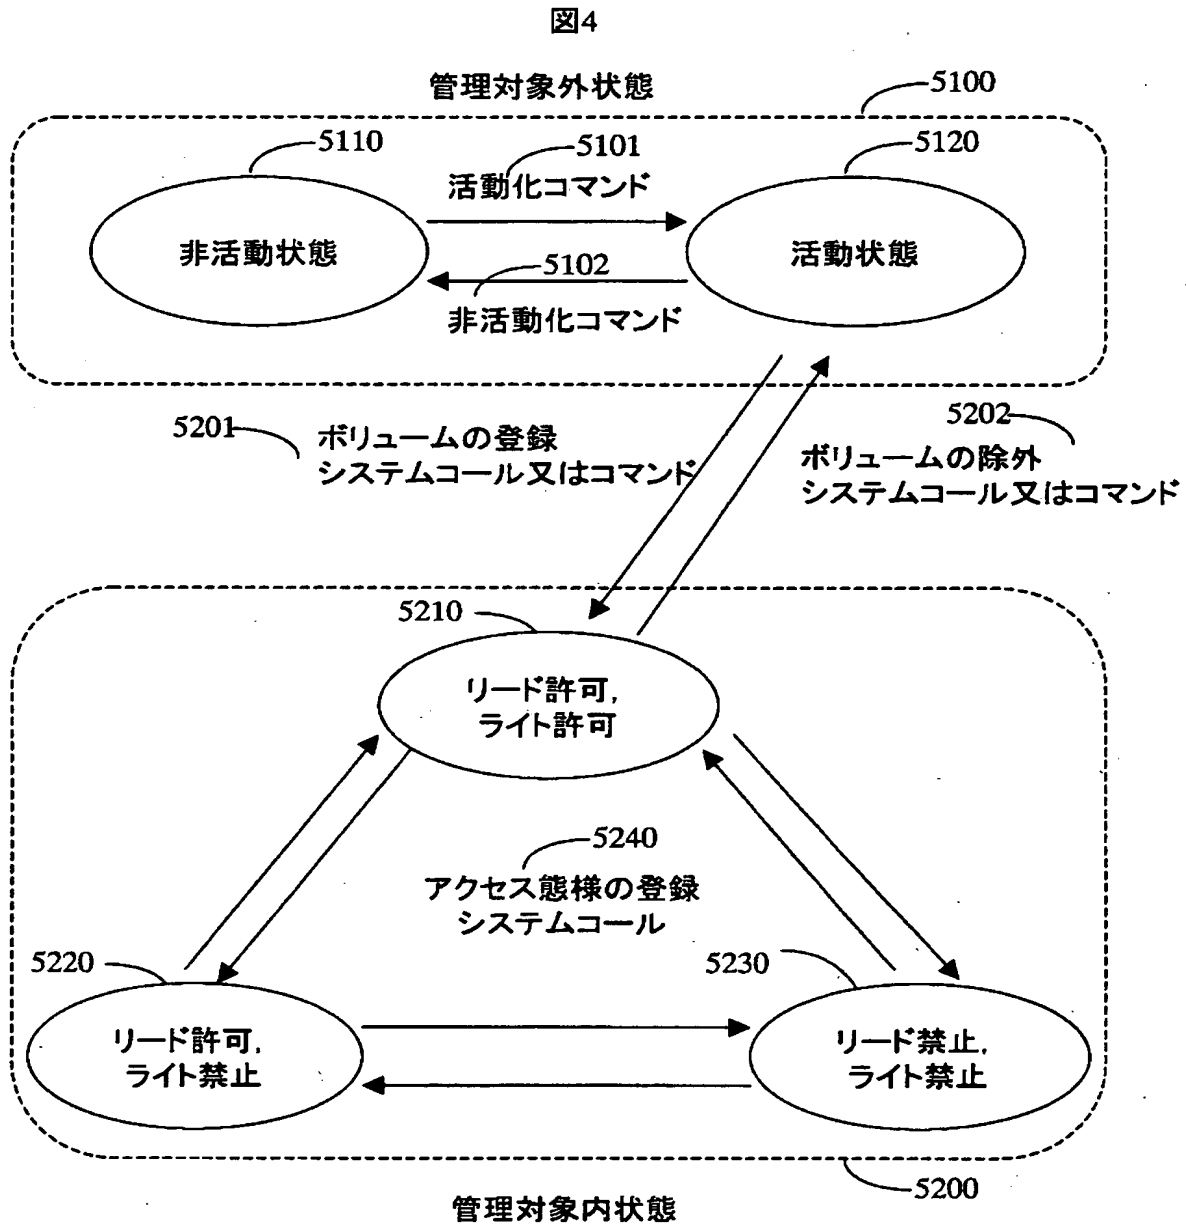 図4
管理対象外状態
5100
5110
5101
5120
活動化コマンド
非活動状態
活動状態
5102
非活動化コマンド
5201
ボリュームの登録
システムコール又はコマンド
5202
ボリュームの除外
システムコール又はコマンド
5210
リード許可,
ライト許可
5240
アクセス態様の登録
システムコール
5220
リード許可,
ライト禁止
5230
リード禁止,
ライト禁止
5200
管理対象内状態